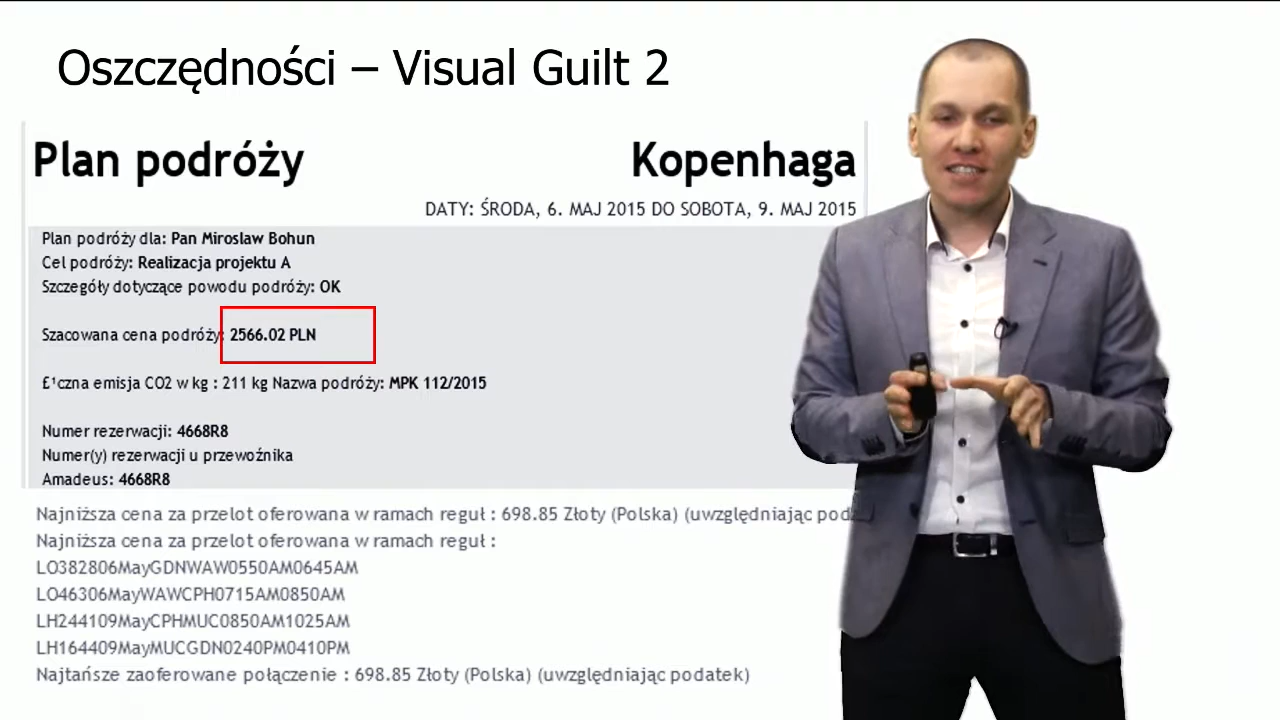 Oszczędności – Visual Guilt 2
Plan podróży Kopenhaga
DATY: ŚRODA, 6. MAJ 2015 DO SOBOTA, 9. MAJ 2015
Plan podróży dla: Pan Miroslaw Bohun
Cel podróży: Realizacja projektu A
Szczegóły dotyczące powodu podróży: OK
Szacowana cena podróży: 2566.02 PLN
£¹czna emisja CO2 w kg : 211 kg Nazwa podróży: MPK 112/2015
Numer rezerwacji: 4668R8
Numer(y) rezerwacji u przewoźnika
Amadeus: 4668R8
Najniższa cena za przelot oferowana w ramach reguł : 698.85 Złoty (Polska) (uwzględniając
Najniższa cena za przelot oferowana w ramach reguł :
LO382806MayGDNWAW0550AM0645AM
LO46306MayWAWCPH0715AM0850AM
LH244109MayCPHMUC0850AM1025AM
LH164409MayMUCGDN0240PM0410PM
Najtańsze zaoferowane połączenie : 698.85 Złoty (Polska) (uwzględniając podatek)